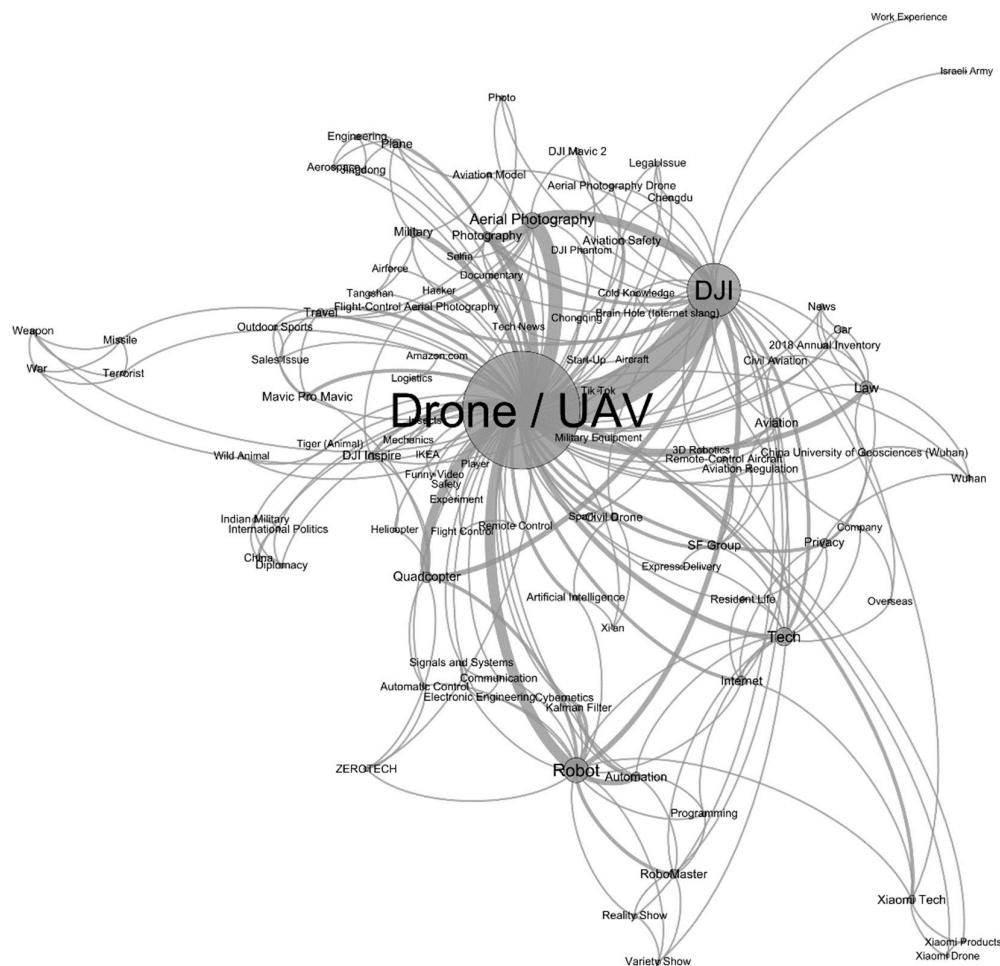 Work Experience
Israeli Army
Photo
Engineering
Plane
DJI Mavic 2
Legal Issue
Aerospace
Jingdong
Aviation Model
Aerial Photography Drone
Chengdu
Aerial Photography
Military
Photography
Aviation Safety
DJI Phantom
Selfin
Airforce
Documentary
DJI
Tangshan
Hacker
Cold Knowledge
Travel
Flight-Control Aerial Photography
News
Brain Hole (Internet slang)
Chongqing
Outdoor Sports
Tech News
Weapon
Missile
Car
2018 Annual Inventory
Sales Issue
Amazon.com
Start-Up
Aircraft
Civil Aviation
War
Terrorist
Logistics
Law
Mavic Pro Mavic
Tik-Tok
Drone / UAV
Insects
Aviation
Mechanics
Military Equipment
Tiger (Animal)
3D Robotics
China University of Geosciences (Wuhan)
Wild Animal
DJI Inspire
IKEA
Remote-Control Aircraft
Player
Aviation Regulation
Funny Video
Wuhan
Safety
Experiment
Indian Military
Spain
Civil Drone
International Politics
Helicopter
Flight Control
Remote Control
Company
SF Group
Privacy
China
Diplomacy
Express Delivery
Quadcopter
Artificial Intelligence
Resident Life
Overseas
Xi'an
Tech
Signals and Systems
Communication
Internet
Automatic Control
Electronic Engineering
Cybernetics
Kalman Filter
ZEROTECH
Robot
Automation
Programming
RoboMaster
Xiaomi Tech
Reality Show
Xiaomi Products
Xiaomi Drone
Variety Show